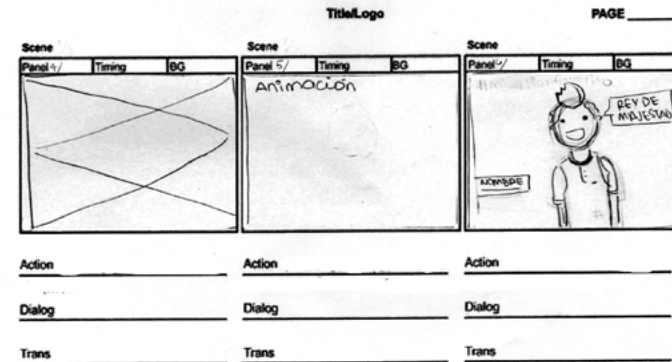 Title/Logo
PAGE
Scene
Scene
Scene
Panel 4/ Timing BG
Panel 5/ Timing BG
Panel 6/ Timing BG
Animación
REY DE
MAJESTAD
NOMBRE
Action
Action
Action
Dialog
Dialog
Dialog
Trans
Trans
Trans